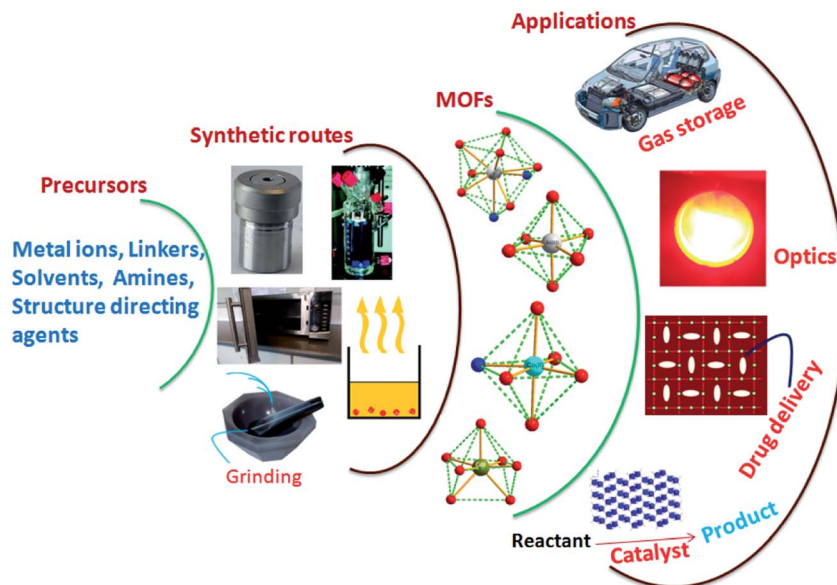 Precursors
Metal ions, Linkers,
Solvents, Amines,
Structure directing
agents
Synthetic routes
Grinding
MOFs
Applications
Gas storage
Optics
Drug delivery
Reactant
Catalyst
Product